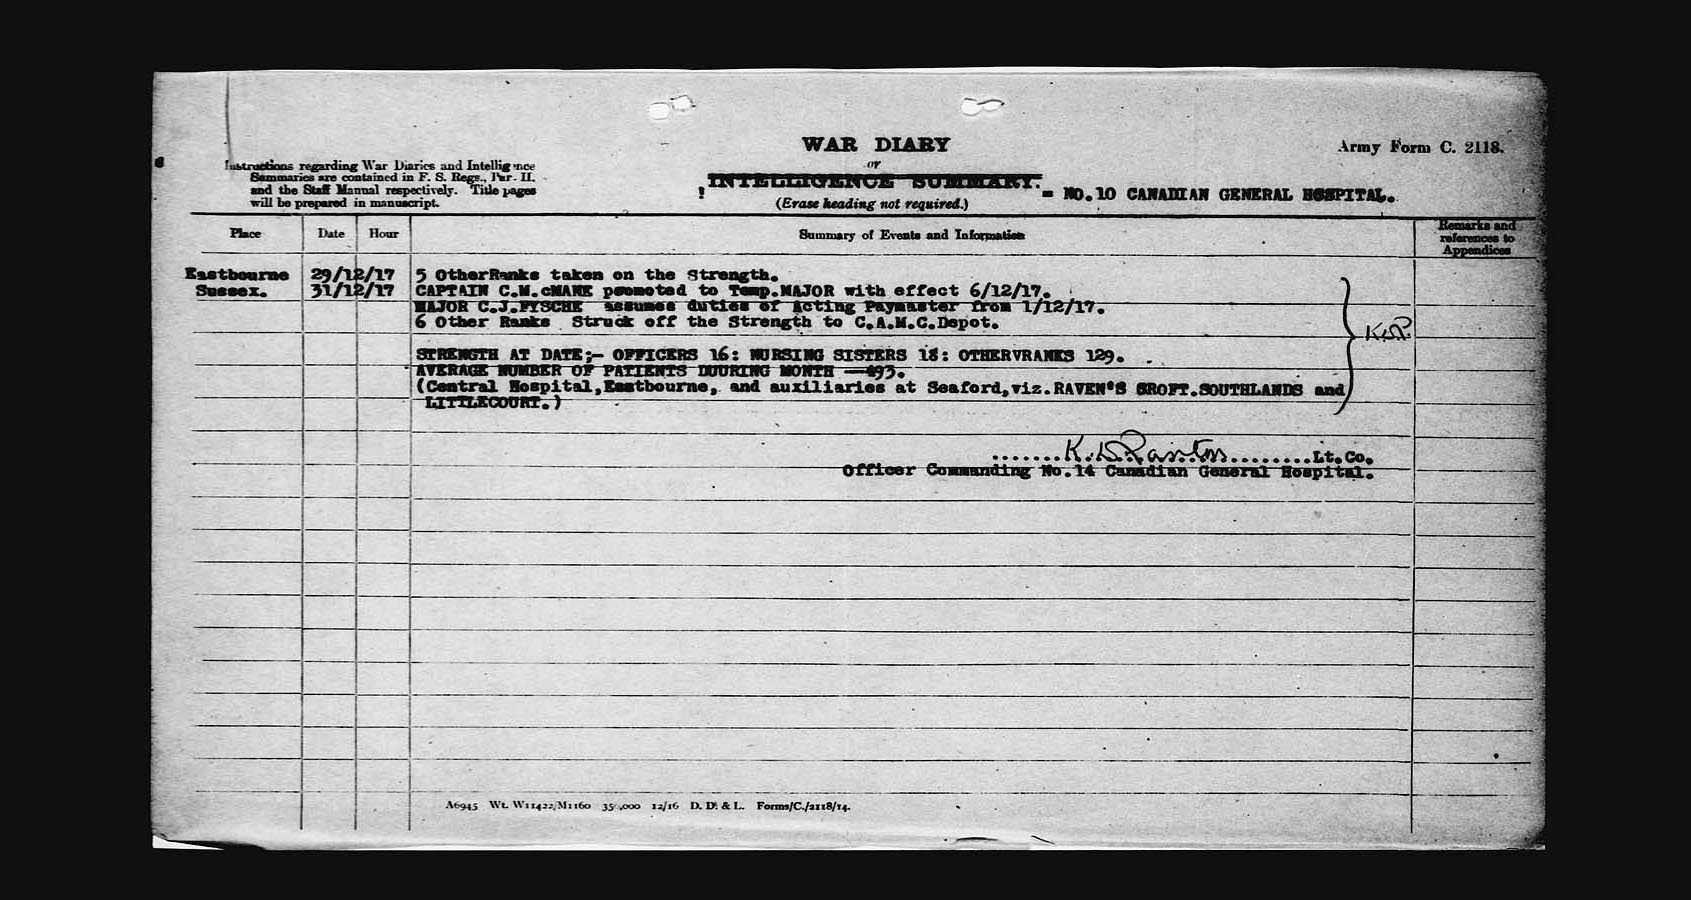 WAR DIARY
or
INTELLIGENCE SUMMARY.
(Erase heading not required.)
Army Form C. 2118.
Instructions regarding War Diaries and Intelligence
Summaries are contained in F. S. Regs., Par. II.
and the Staff Manual respectively. Title pages
will be prepared in manuscript.
= NO.10 CANADIAN GENERAL HOSPITAL.
Place Date Hour Summary of Events and Information Remarks and references to Appendices
Eastbourne 29/12/17 5 OtherRanks taken on the Strength.
Sussex. 31/12/17 CAPTAIN C.M.cMANE promoted to Temp.MAJOR with effect 6/12/17.
MAJOR C.J.FYSCHE assumes duties of Acting Paymaster from 1/12/17.
6 Other Ranks Struck off the Strength to C.A.M.C.Depot.
STRENGTH AT DATE;- OFFICERS 16: NURSING SISTERS 18: OTHERVRANKS 129.
AVERAGE NUMBER OF PATIENTS DUURING MONTH —493.
(Central Hospital,Eastbourne, and auxiliaries at Seaford,viz.RAVEN'S CROFT.SOUTHLANDS and
LITTLECOURT.)
.......K.D.Panton.........Lt.Co.
Officer Commanding No.14 Canadian General Hospital.
A6945 Wt. W11422/M1160 350,000 12/16 D. D. & L. Forms/C./2118/14.